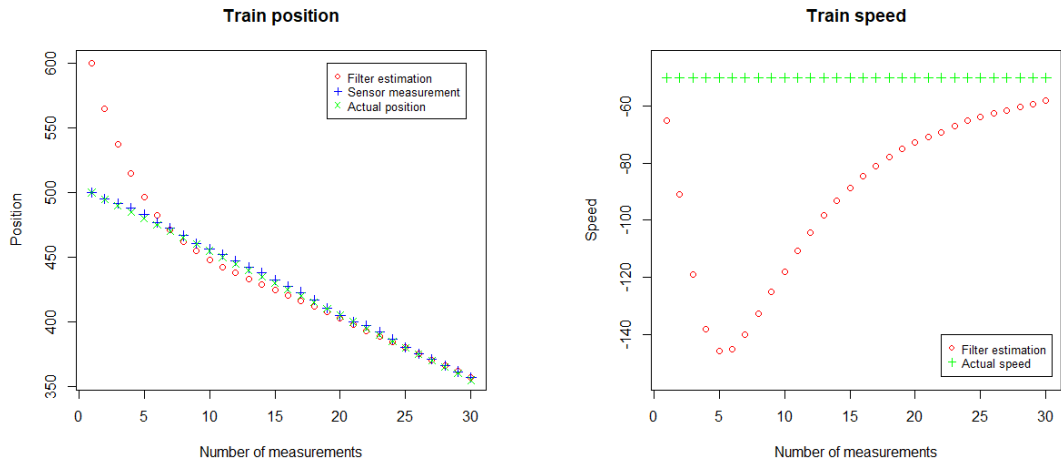 Train position
600
550
500
450
400
350
Position
Filter estimation
Sensor measurement
Actual position
0 5 10 15 20 25 30
Number of measurements
Train speed
-60
-80
-100
-120
-140
Speed
Filter estimation
Actual speed
0 5 10 15 20 25 30
Number of measurements